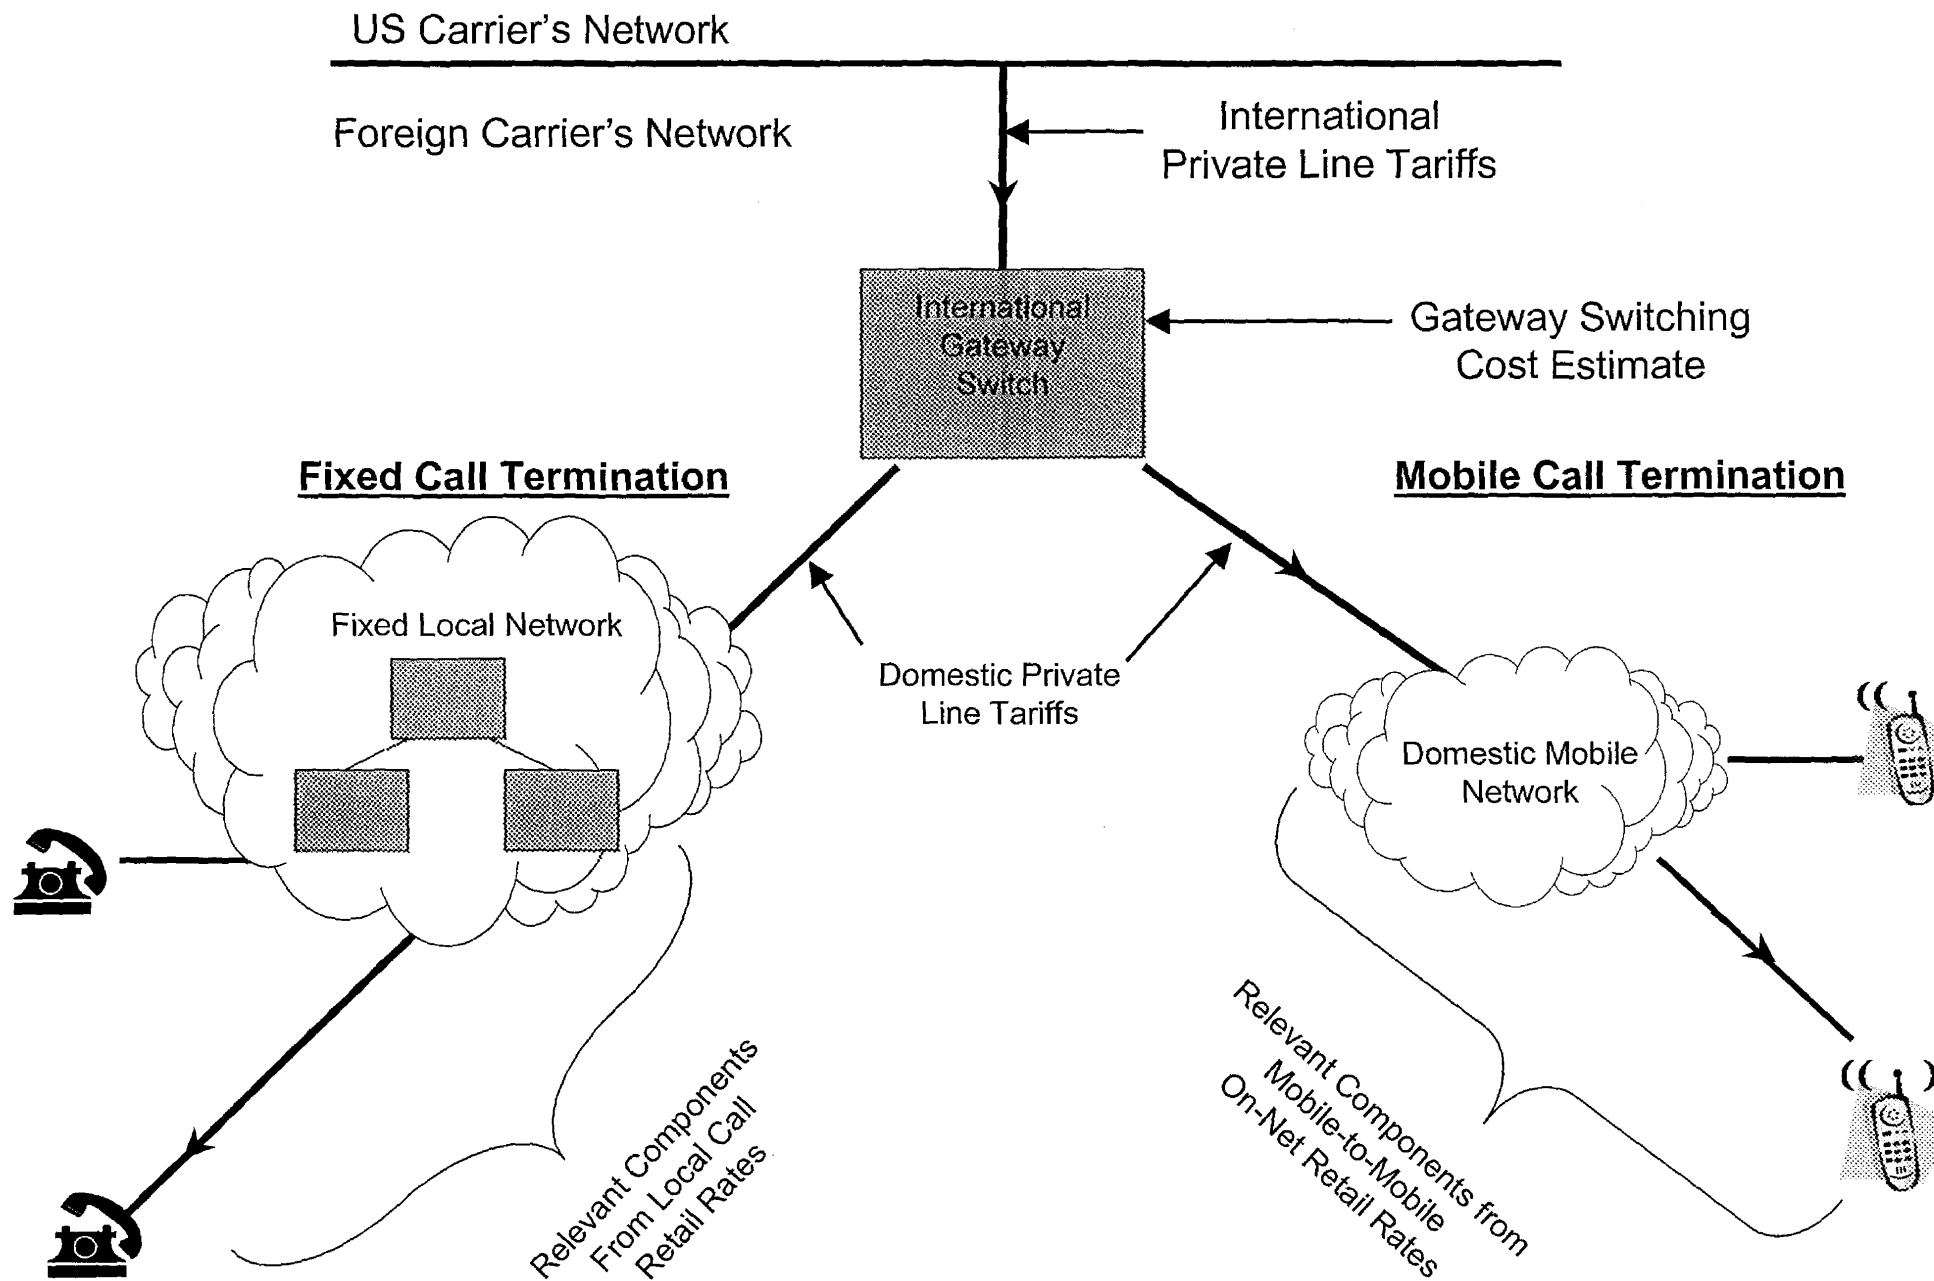 US Carrier's Network
Foreign Carrier's Network
International
Private Line Tariffs
International
Gateway
Switch
Gateway Switching
Cost Estimate
Fixed Call Termination
Mobile Call Termination
Fixed Local Network
Domestic Private
Line Tariffs
Domestic Mobile
Network
Relevant Components
From Local Call
Retail Rates
Relevant Components from
Mobile-to-Mobile
On-Net Retail Rates